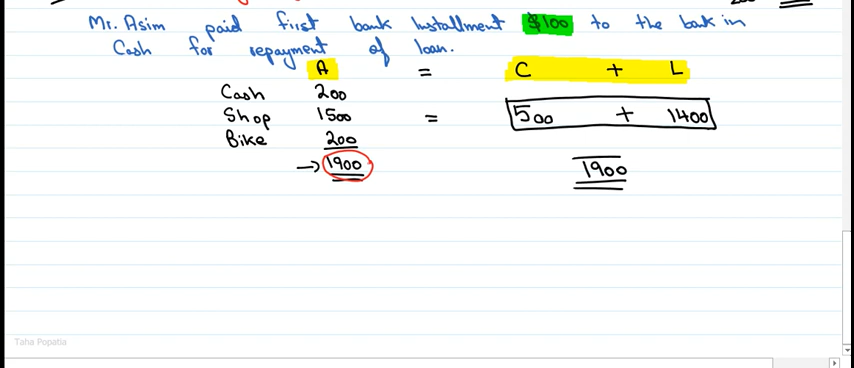 Mr. Asim paid first bank Installment $100 to the bank in
Cash for repayment of loan.
A = C + L
Cash 200
Shop 1500 = 500 + 1400
Bike 200
→ 1900 1900
Taha Popatia